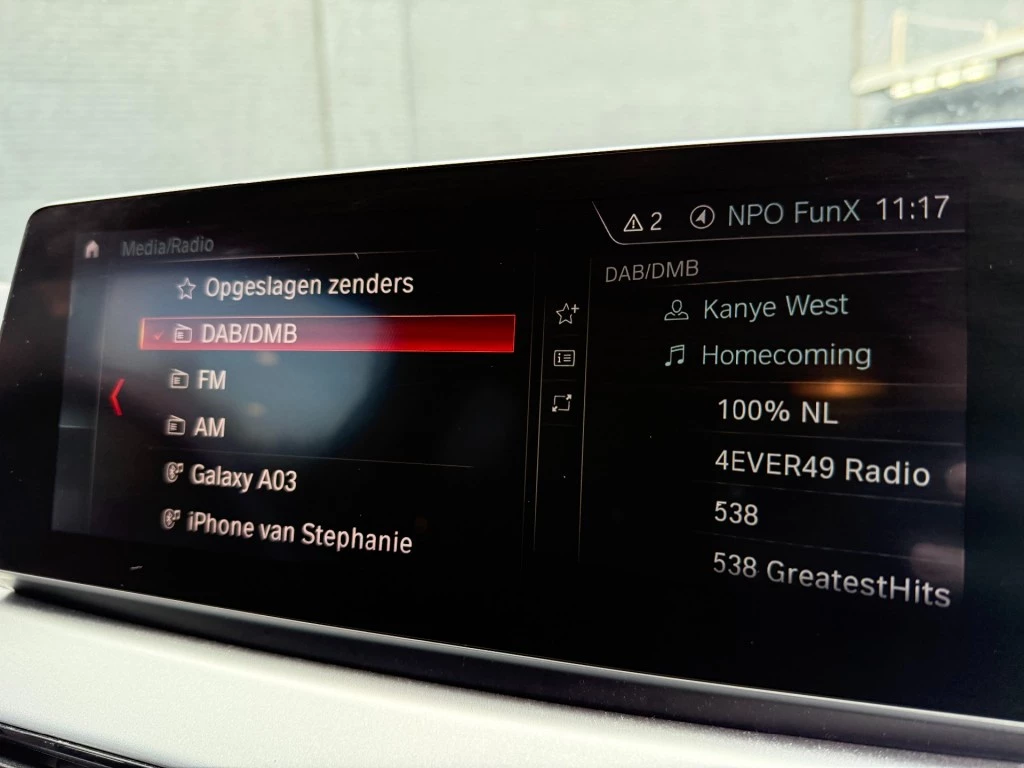 Media/Radio
Opgeslagen zenders
DAB/DMB
FM
AM
Galaxy A03
iPhone van Stephanie
2 NPO FunX 11:17
DAB/DMB
Kanye West
Homecoming
100% NL
4EVER49 Radio
538
538 GreatestHits